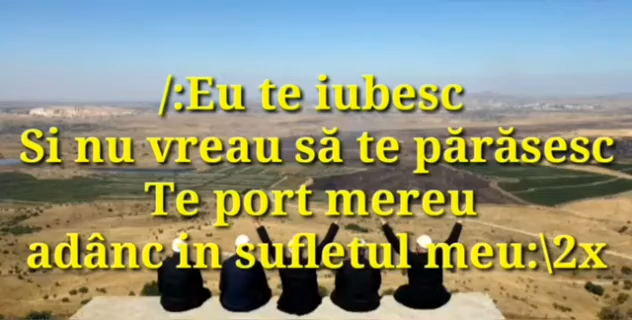 /:Eu te iubesc
Si nu vreau să te părăsesc
Te port mereu
adânc in sufletul meu:\2x